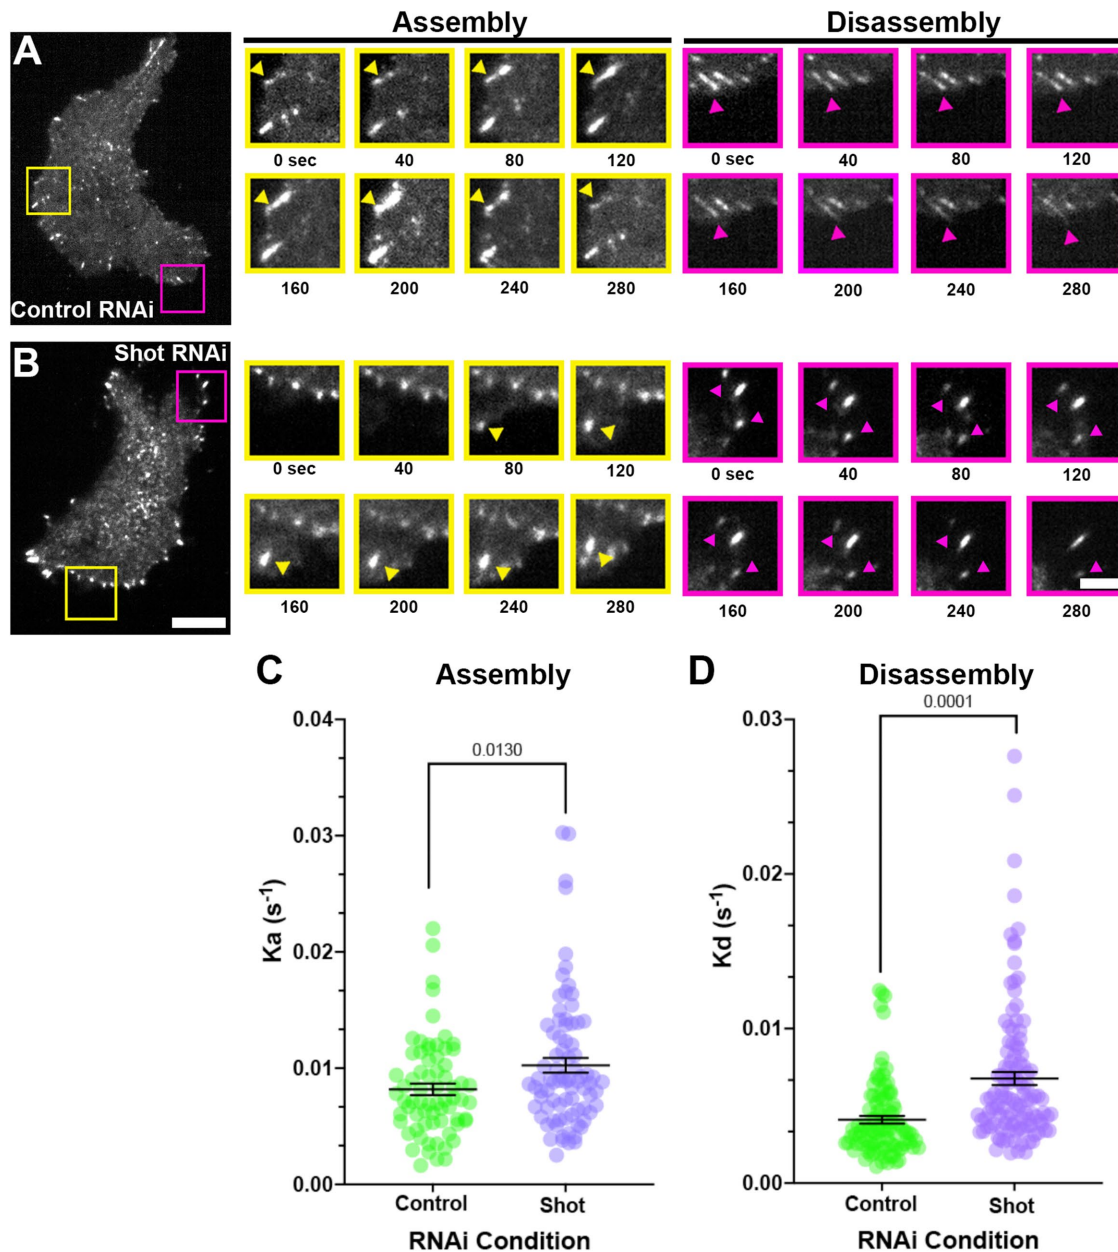 Assembly
Disassembly
A
Control RNAi
0 sec
40
80
120
0 sec
40
80
120
160
200
240
280
160
200
240
280
B
Shot RNAi
0 sec
40
80
120
0 sec
40
80
120
160
200
240
280
160
200
240
280
C
Assembly
0.0130
0.04
0.03
0.02
0.01
0.00
Ka (s⁻¹)
Control
Shot
RNAi Condition
D
Disassembly
0.0001
0.03
0.02
0.01
0.00
Kd (s⁻¹)
Control
Shot
RNAi Condition